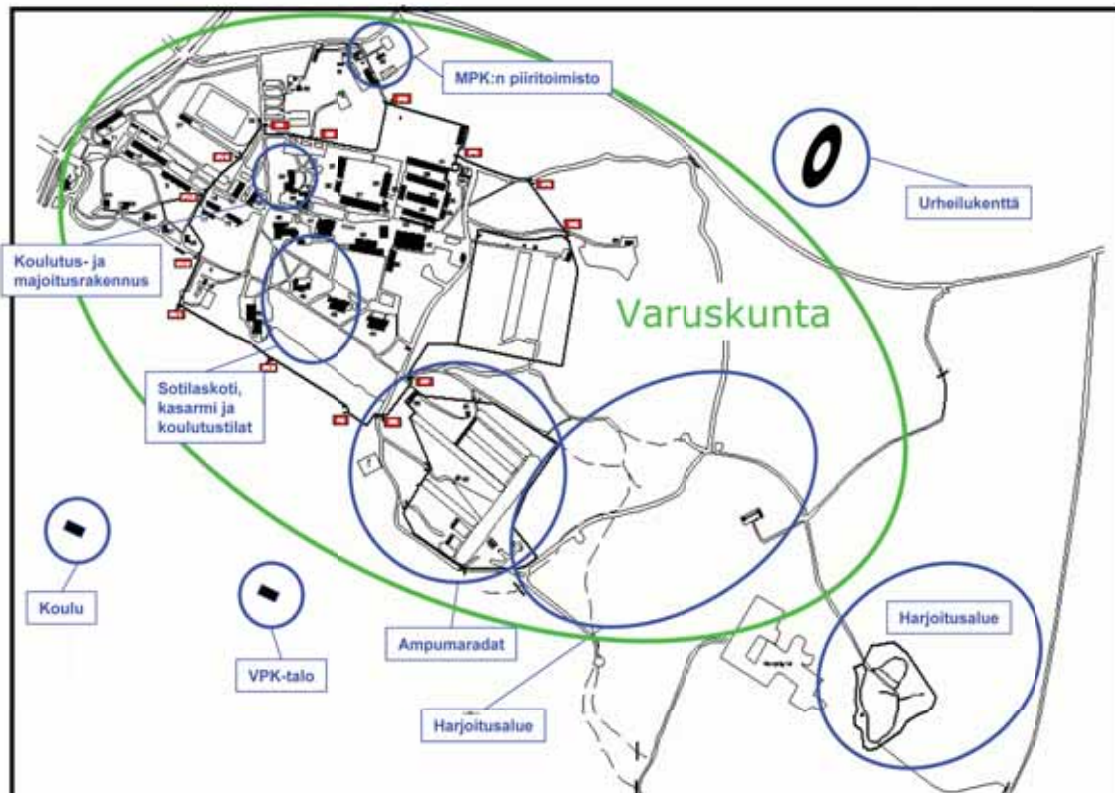 MPK:n piiritoimisto
Urheilukenttä
Koulutus- ja
majoitusrakennus
Varuskunta
Sotilaskoti,
kasarmi ja
koulutustilat
Koulu
VPK-talo
Ampumaradat
Harjoitusalue
Harjoitusalue